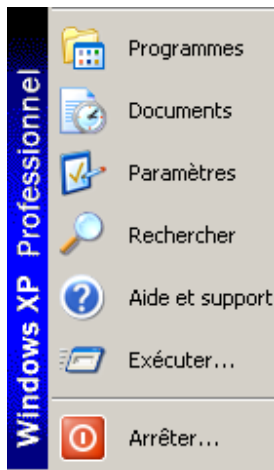 Windows XP Professionnel
Programmes
Documents
Paramètres
Rechercher
Aide et support
Exécuter...
Arrêter...